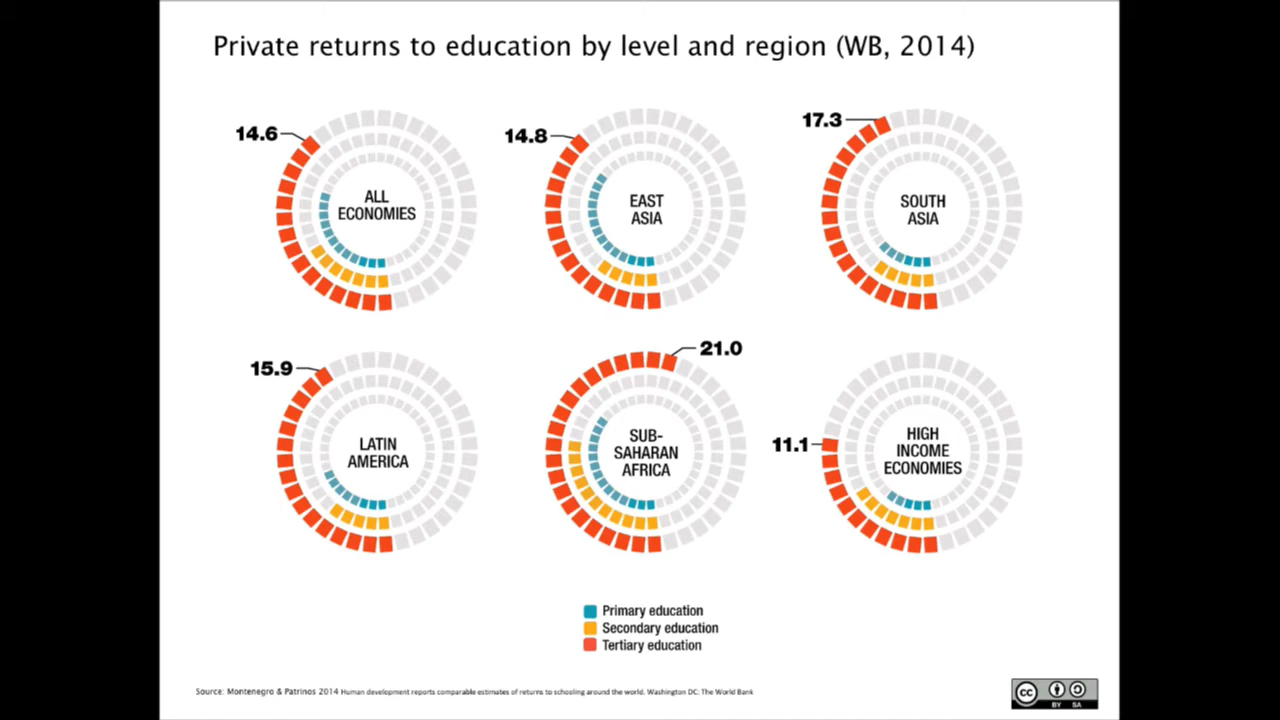 Private returns to education by level and region (WB, 2014)
14.6
ALL
ECONOMIES
14.8
EAST
ASIA
17.3
SOUTH
ASIA
15.9
LATIN
AMERICA
21.0
SUB-
SAHARAN
AFRICA
11.1
HIGH
INCOME
ECONOMIES
Primary education
Secondary education
Tertiary education
Source: Montenegro & Patrinos 2014 Human development reports comparable estimates of returns to schooling around the world. Washington DC: The World Bank
cc
BY SA